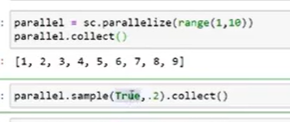 : parallel = sc.parallelize(range(1,10))
parallel.collect()
: [1, 2, 3, 4, 5, 6, 7, 8, 9]
: parallel.sample(True,.2).collect()